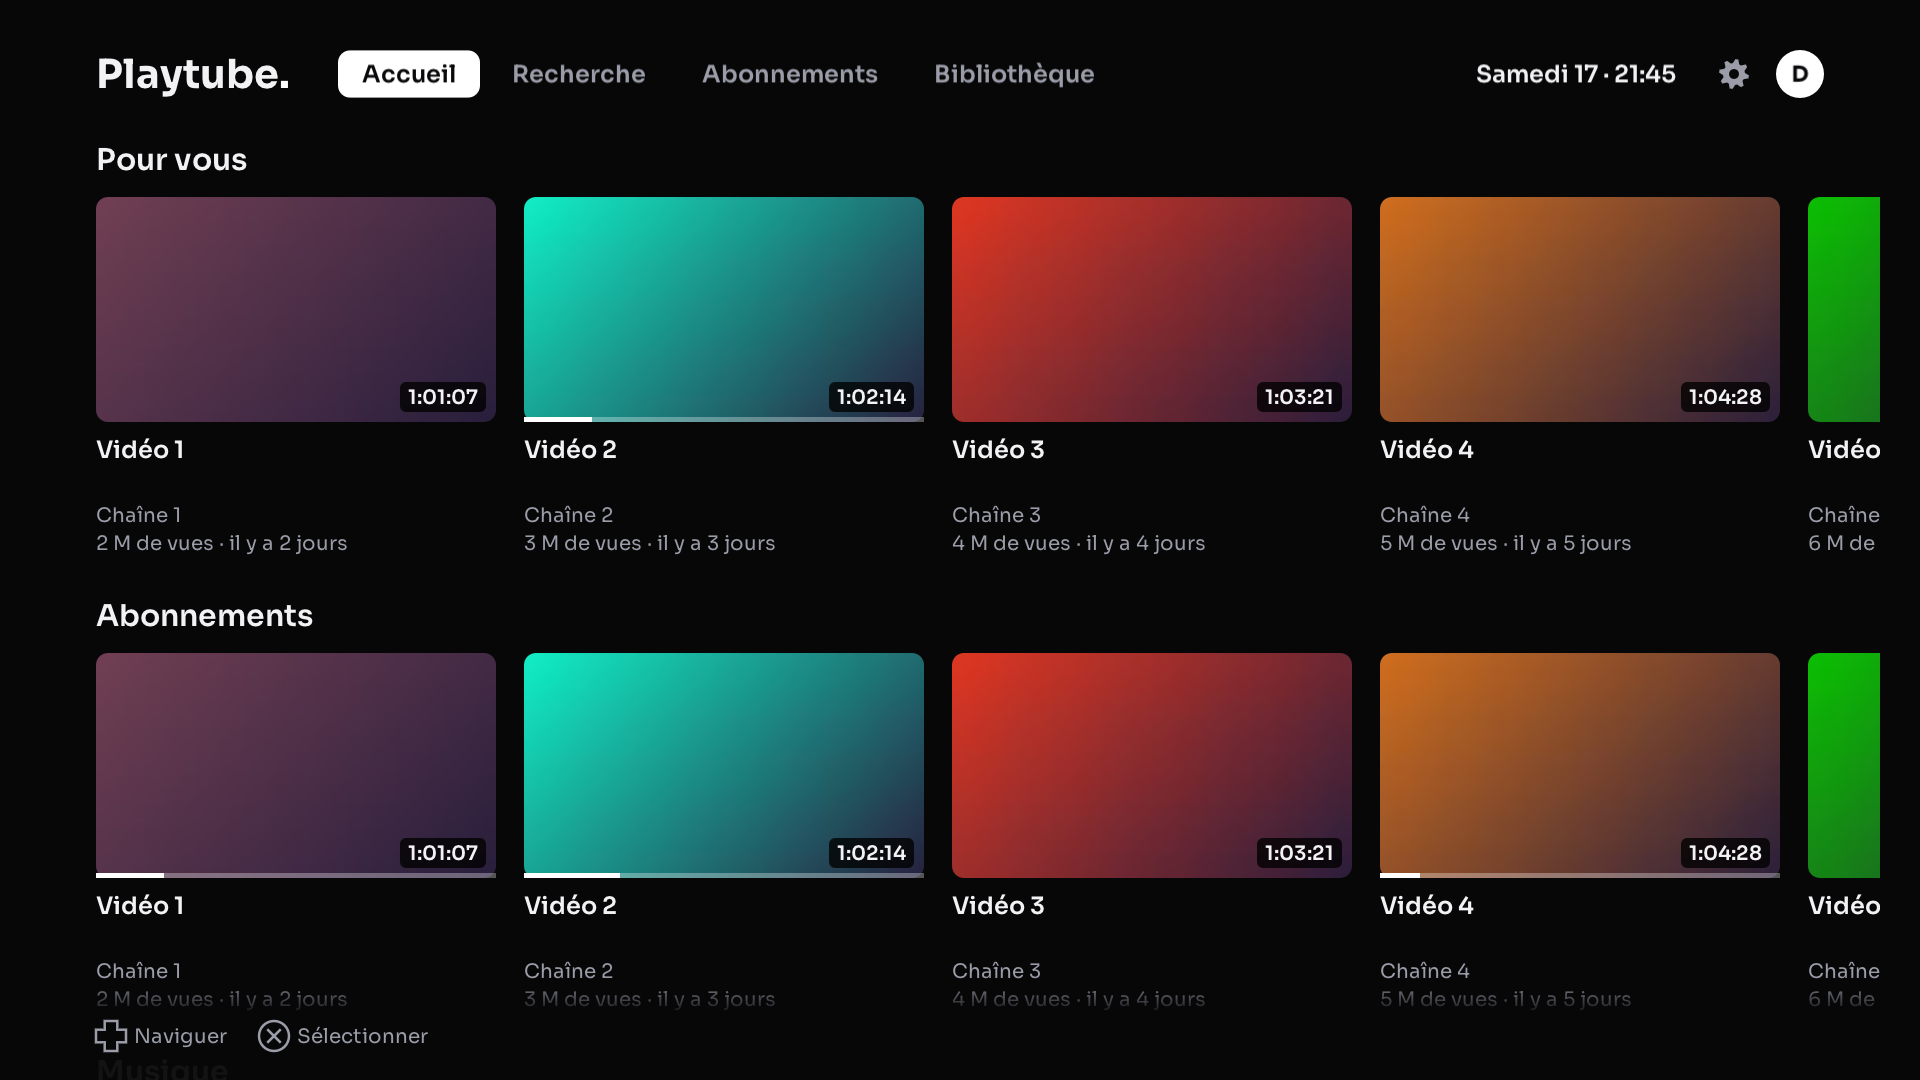 Playtube.
Accueil
Recherche
Abonnements
Bibliothèque
Samedi 17 · 21:45
D
Pour vous
1:01:07
1:02:14
1:03:21
1:04:28
Vidéo 1
Vidéo 2
Vidéo 3
Vidéo 4
Vidéo
Chaîne 1
Chaîne 2
Chaîne 3
Chaîne 4
Chaîne
2 M de vues · il y a 2 jours
3 M de vues · il y a 3 jours
4 M de vues · il y a 4 jours
5 M de vues · il y a 5 jours
6 M de
Abonnements
1:01:07
1:02:14
1:03:21
1:04:28
Vidéo 1
Vidéo 2
Vidéo 3
Vidéo 4
Vidéo
Chaîne 1
Chaîne 2
Chaîne 3
Chaîne 4
Chaîne
2 M de vues · il y a 2 jours
3 M de vues · il y a 3 jours
4 M de vues · il y a 4 jours
5 M de vues · il y a 5 jours
6 M de
Naviguer
Sélectionner
Musique